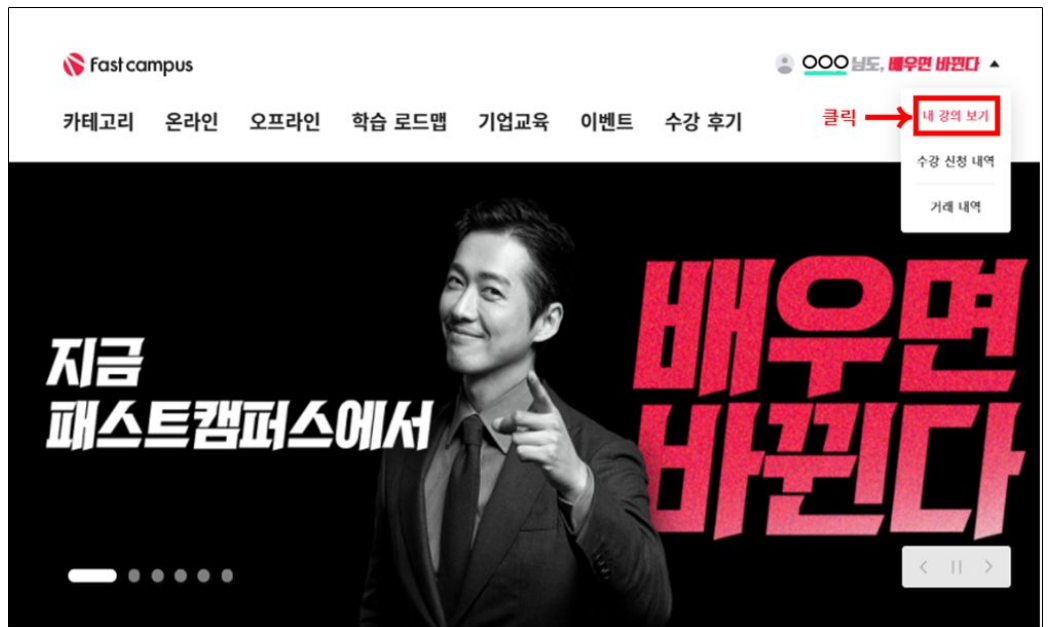 Fast campus
OOO 님도, 배우면 바뀐다
카테고리 온라인 오프라인 학습 로드맵 기업교육 이벤트 수강 후기
클릭
내 강의 보기
수강 신청 내역
거래 내역
지금
패스트캠퍼스에서
배우면
바뀐다